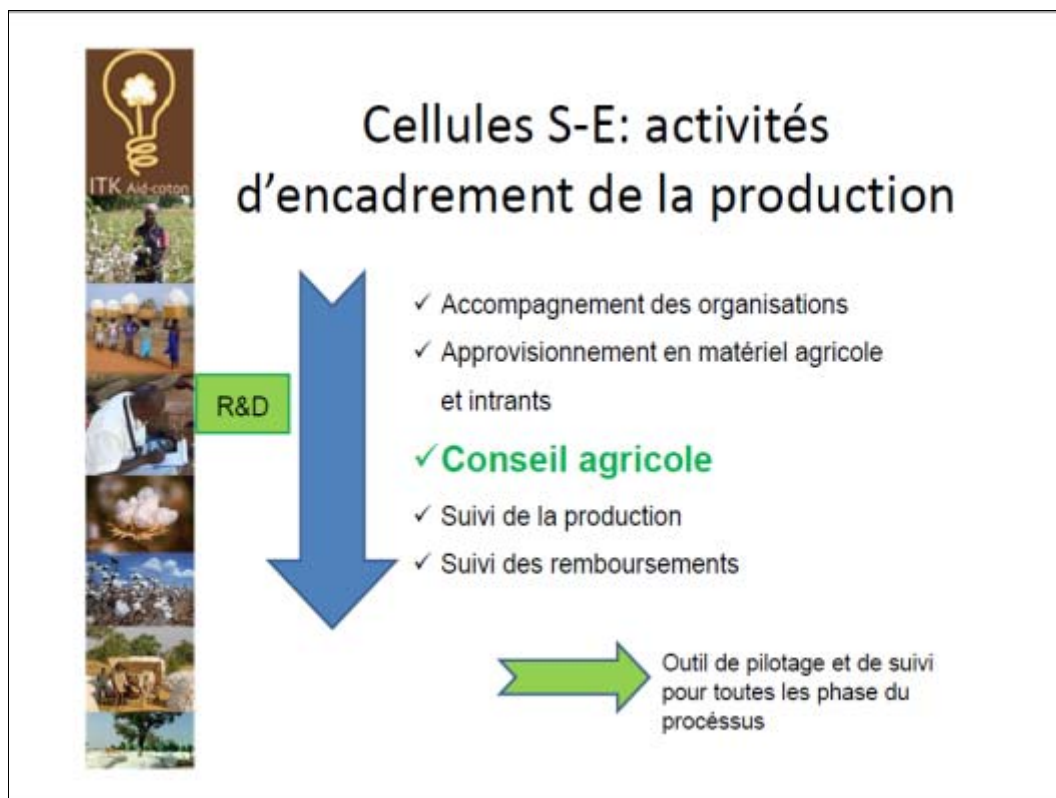 ITK Aid-coton
Cellules S-E: activités
d’encadrement de la production
R&D
✓ Accompagnement des organisations
✓ Approvisionnement en matériel agricole
et intrants
✓ Conseil agricole
✓ Suivi de la production
✓ Suivi des remboursements
Outil de pilotage et de suivi
pour toutes les phase du
procéssus